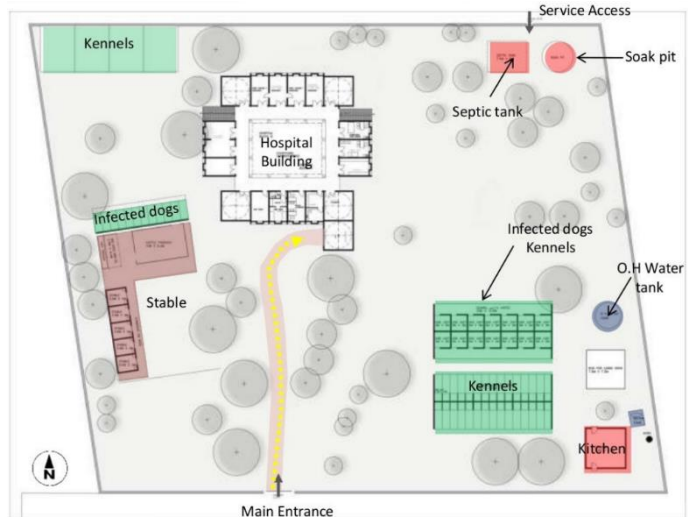 Service Access
Kennels
Soak pit
Septic tank
Hospital
Building
Infected dogs
Infected dogs
Kennels
O.H Water
tank
Stable
Kennels
Kitchen
N
Main Entrance